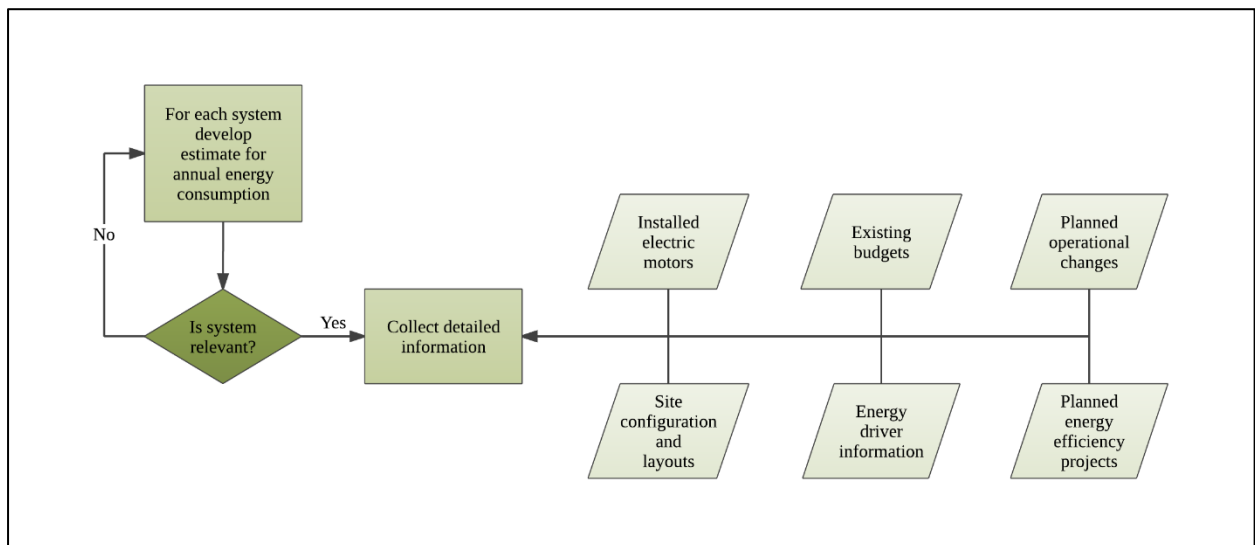 For each system
develop
estimate for
annual energy
consumption
No
Is system
relevant?
Yes
Collect detailed
information
Installed
electric
motors
Existing
budgets
Planned
operational
changes
Site
configuration
and
layouts
Energy
driver
information
Planned
energy
efficiency
projects